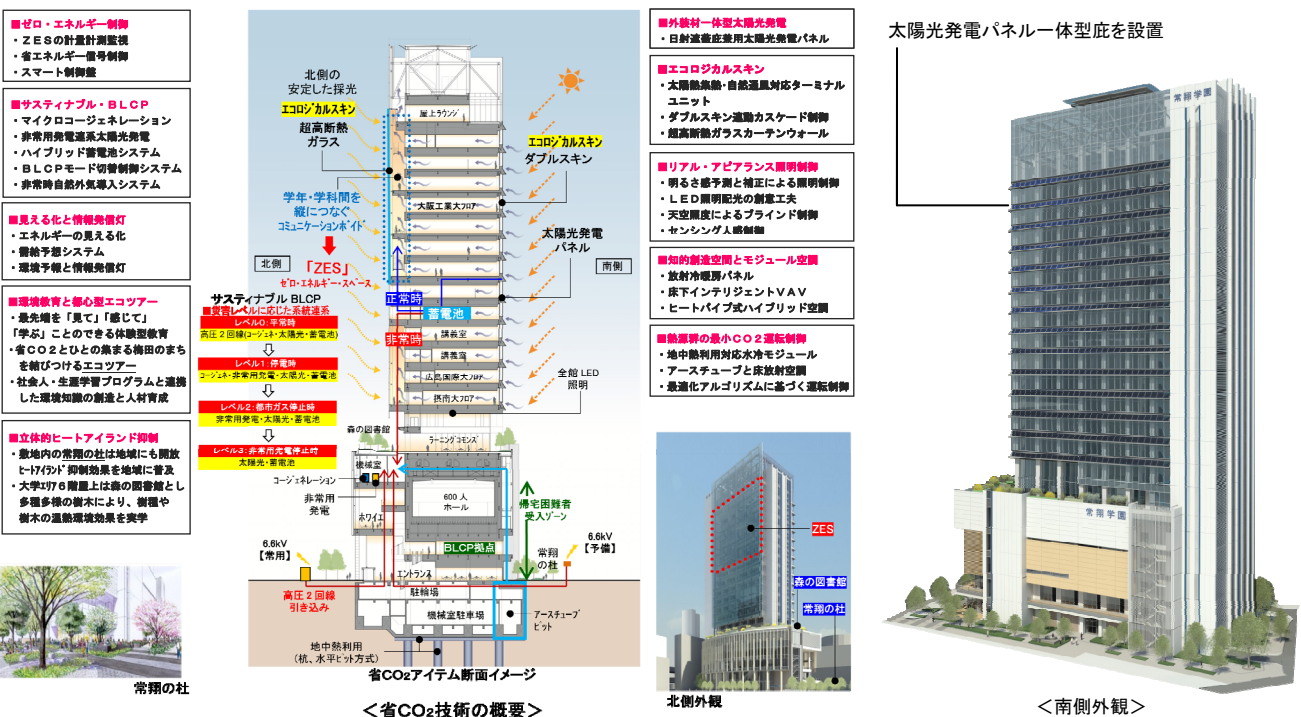 ■ゼロ・エネルギー制御
・ZESの計量計測監視
・省エネルギー信号制御
・スマート制御盤
■サスティナブル・BLCP
・マイクロコージェネレーション
・非常用発電連系太陽光発電
・ハイブリッド蓄電池システム
・BLCPモード切替制御システム
・非常時自然外気導入システム
■見える化と情報発信灯
・エネルギーの見える化
・需給予想システム
・環境予報と情報発信灯
■環境教育と都心型エコツアー
・最先端を「見て」「感じて」
「学ぶ」ことのできる体験型教育
・省CO2とひとの集まる梅田のまち
を結びつけるエコツアー
・社会人・生涯学習プログラムと連携
した環境知識の創造と人材育成
■立体的ヒートアイランド抑制
・敷地内の常翔の杜は地域にも開放
ヒートアイランド抑制効果を地域に普及
・大学エリア6階屋上は森の図書館とし
多種多様の樹木により、樹種や
樹木の温熱環境効果を実学
常翔の杜
北側の
安定した採光
エコロジカルスキン
超高断熱
ガラス
学年・学科間を
縦につなぐ
コミュニケーションボイド
北側
「ZES」
ゼロ・エネルギー・スペース
サスティナブル BLCP
■災害レベルに応じた系統連系
レベル0:平常時
高圧2回線(コージェネ・太陽光・蓄電池)
レベル1:停電時
コージェネ・非常用発電・太陽光・蓄電池
レベル2:都市ガス停止時
非常用発電・太陽光・蓄電池
レベル3:非常用発電停止時
太陽光・蓄電池
屋上ラウンジ
エコロジカルスキン
ダブルスキン
大阪工業大フロア
太陽光発電
パネル
南側
正常時
蓄電池
非常時
講義室
講義室
広島国際大フロア
摂南大フロア
全館 LED
照明
森の図書館
ラーニングコモンズ
機械室
コージェネレーション
非常用
発電
600 人
ホール
ホワイエ
帰宅困難者
受入ゾーン
BLCP拠点
6.6kV
【常用】
6.6kV
【予備】
常翔
の杜
エントランス
駐輪場
高圧2回線
引き込み
機械室
駐車場
アースチューブ
ピット
地中熱利用
(杭、水平ピット方式)
省CO2アイテム断面イメージ
＜省CO2技術の概要＞
■外装材一体型太陽光発電
・日射遮蔽庇兼用太陽光発電パネル
■エコロジカルスキン
・太陽熱集熱・自然通風対応ターミナル
ユニット
・ダブルスキン連動カスケード制御
・超高断熱ガラスカーテンウォール
■リアル・アピアランス照明制御
・明るさ感予測と補正による照明制御
・LED照明配光の創意工夫
・天空照度によるブラインド制御
・センシング人感制御
■知的創造空間とモジュール空調
・放射冷暖房パネル
・床下インテリジェントVAV
・ヒートパイプ式ハイブリッド空調
■熱源群の最小CO2運転制御
・地中熱利用対応水冷モジュール
・アースチューブと床放射空調
・最適化アルゴリズムに基づく運転制御
ZES
森の図書館
常翔の杜
北側外観
太陽光発電パネル一体型庇を設置
常翔学園
常翔学園
＜南側外観＞